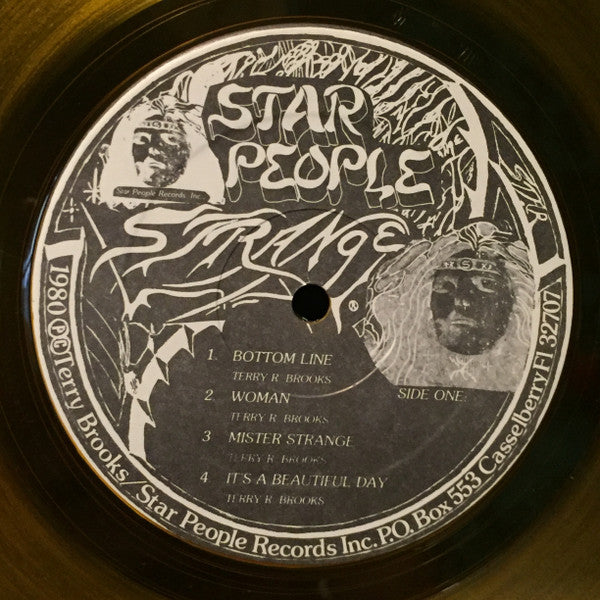 STAR
PEOPLE
Star People Records, Inc.
STAR
STRANGE
®
1. BOTTOM LINE
TERRY R. BROOKS
SIDE ONE:
2. WOMAN
TERRY R. BROOKS
3 MISTER STRANGE
TERRY R. BROOKS
4 IT'S A BEAUTIFUL DAY
TERRY R. BROOKS
1980 ℗©Terry Brooks/Star People Records Inc. P.O. Box 553 Casselberry Fl 32707